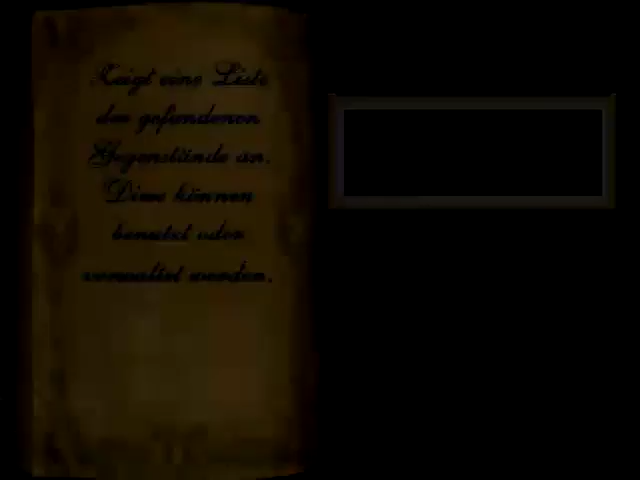 Zeigt eine Liste
der gefundenen
Gegenstände an.
Diese können
benutzt oder
verwaltet werden.